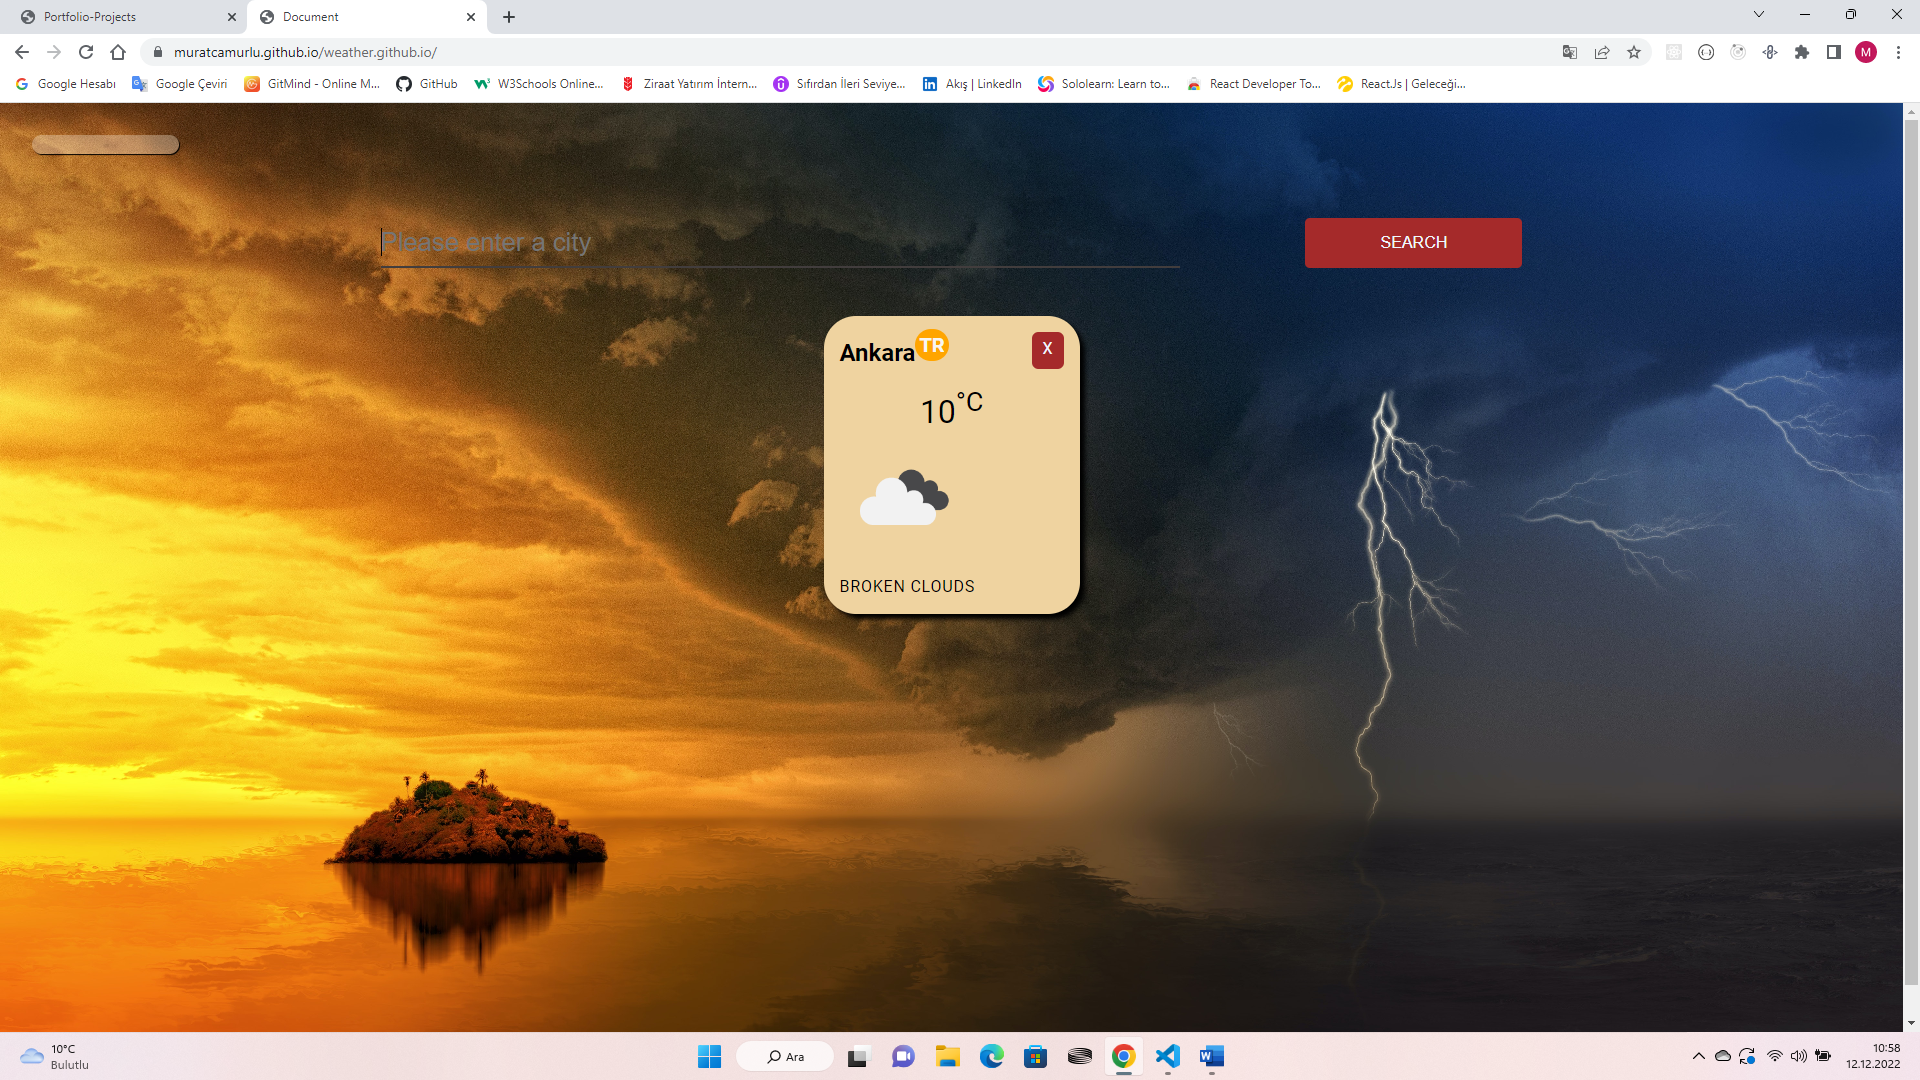 Portfolio-Projects
Document
muratcamurlu.github.io/weather.github.io/
M
Google Hesabı
Google Çeviri
GitMind - Online M...
GitHub
W3Schools Online...
Ziraat Yatırım İntern...
Sıfırdan İleri Seviye...
Akış | LinkedIn
Sololearn: Learn to...
React Developer To...
React.Js | Geleceği...
Please enter a city
SEARCH
Ankara TR
X
10°C
BROKEN CLOUDS
10°C
Bulutlu
Ara
10:58
12.12.2022